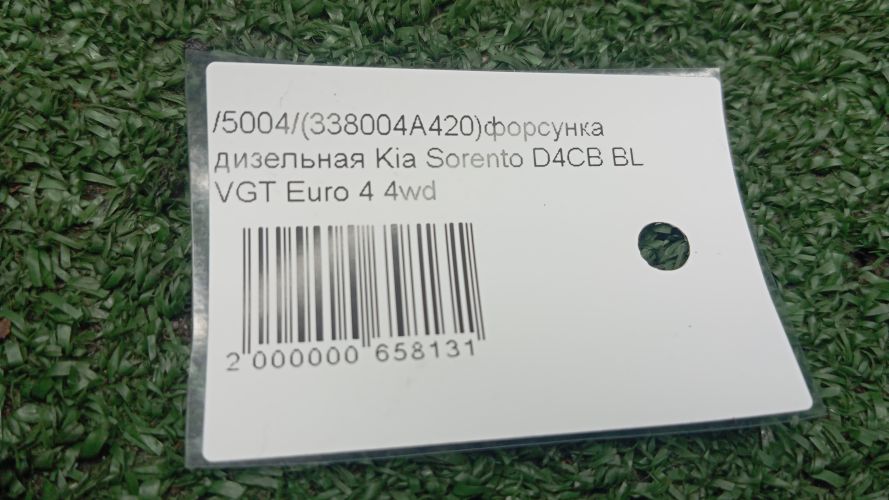 /5004/(338004A420)форсунка
дизельная Kia Sorento D4CB BL
VGT Euro 4 4wd
2 000000 658131